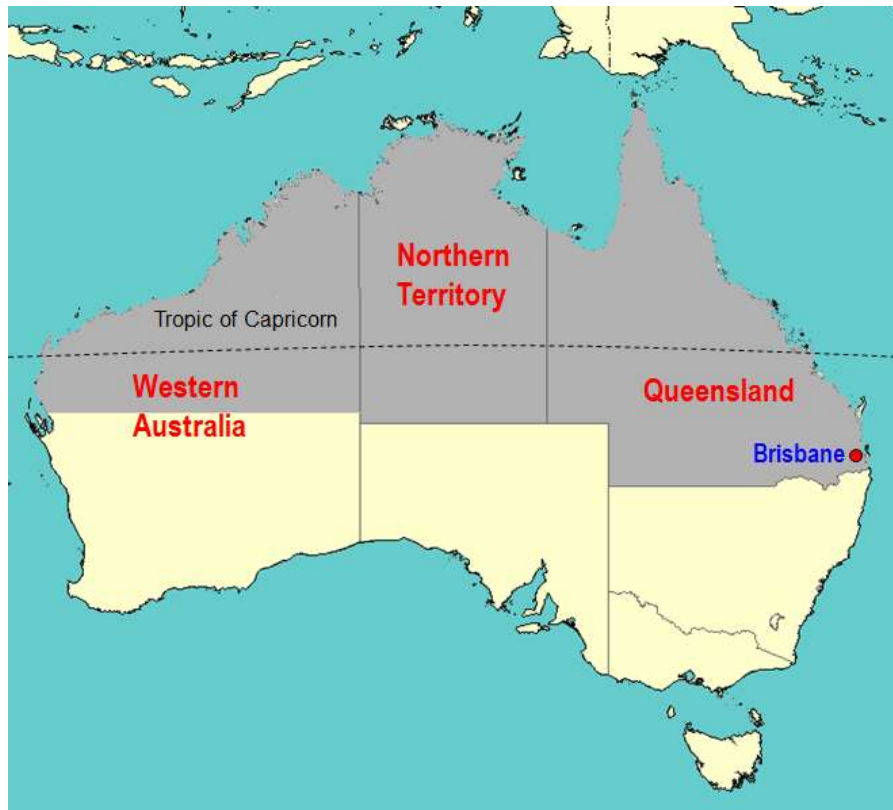 Northern
Territory
Tropic of Capricorn
Western
Australia
Queensland
Brisbane